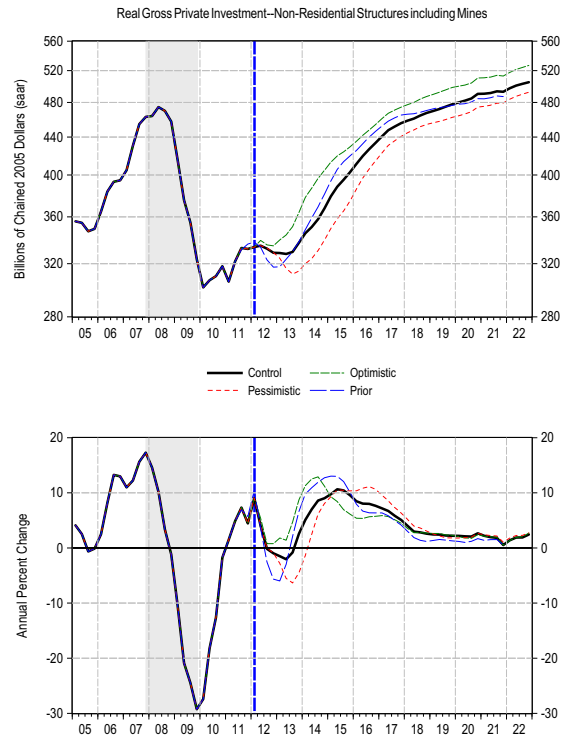 Real Gross Private Investment--Non-Residential Structures including Mines
560 560
520 520
480 480
440 440
400 400
360 360
320 320
280 280
Billions of Chained 2005 Dollars (saar)
05 06 07 08 09 10 11 12 13 14 15 16 17 18 19 20 21 22
Control Optimistic
Pessimistic Prior
20 20
10 10
0 0
-10 -10
-20 -20
-30 -30
Annual Percent Change
05 06 07 08 09 10 11 12 13 14 15 16 17 18 19 20 21 22